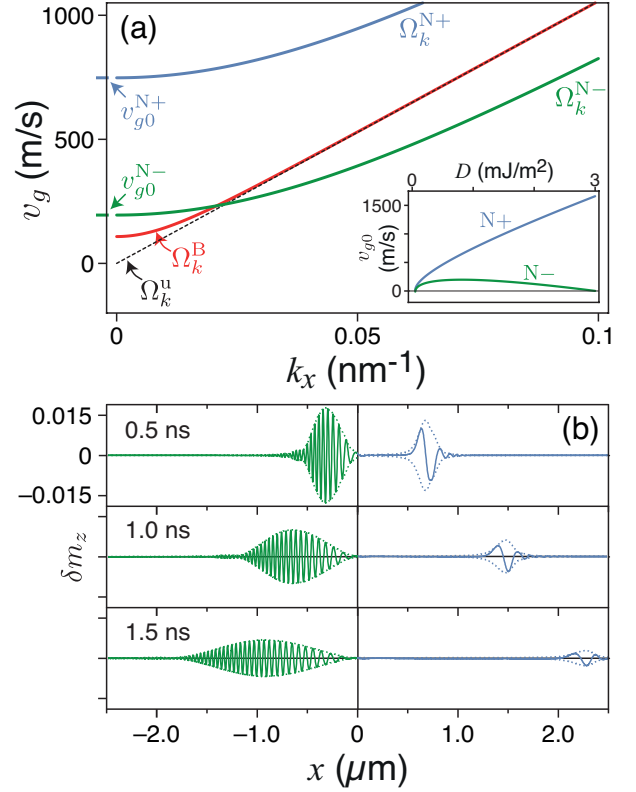 (a)
1000
500
0
v_g (m/s)
Ω_k^{N+}
v_{g0}^{N+}
Ω_k^{N−}
v_{g0}^{N−}
Ω_k^B
Ω_k^u
0 D (mJ/m²) 3
1500
0
v_{g0} (m/s)
N+
N−
0 0.05 0.1
k_x (nm⁻¹)
(b)
0.015
0
−0.015
0.5 ns
1.0 ns
1.5 ns
δm_z
−2.0 −1.0 0 1.0 2.0
x (µm)